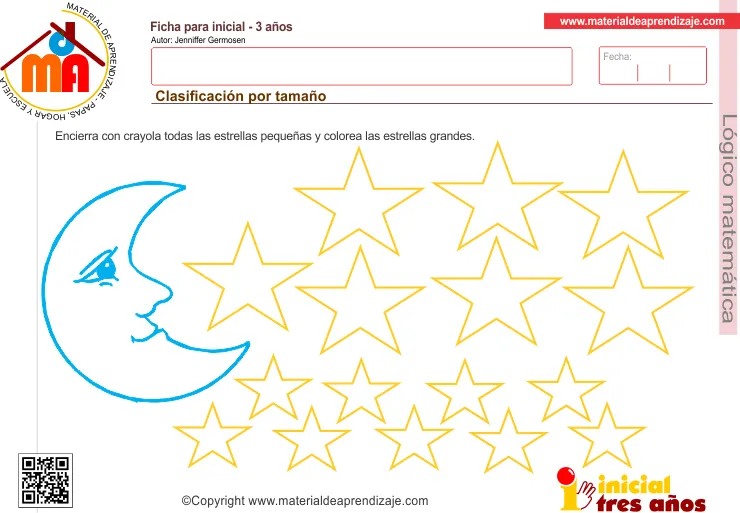 MATERIAL DE APRENDIZAJE - PAPAS, HOGAR Y ESCUELA
dmA
Ficha para inicial - 3 años
Autor: Jenniffer Germosen
www.materialdeaprendizaje.com
Fecha:
Clasificación por tamaño
Encierra con crayola todas las estrellas pequeñas y colorea las estrellas grandes.
Lógico matemática
©Copyright www.materialdeaprendizaje.com
inicial
tres años